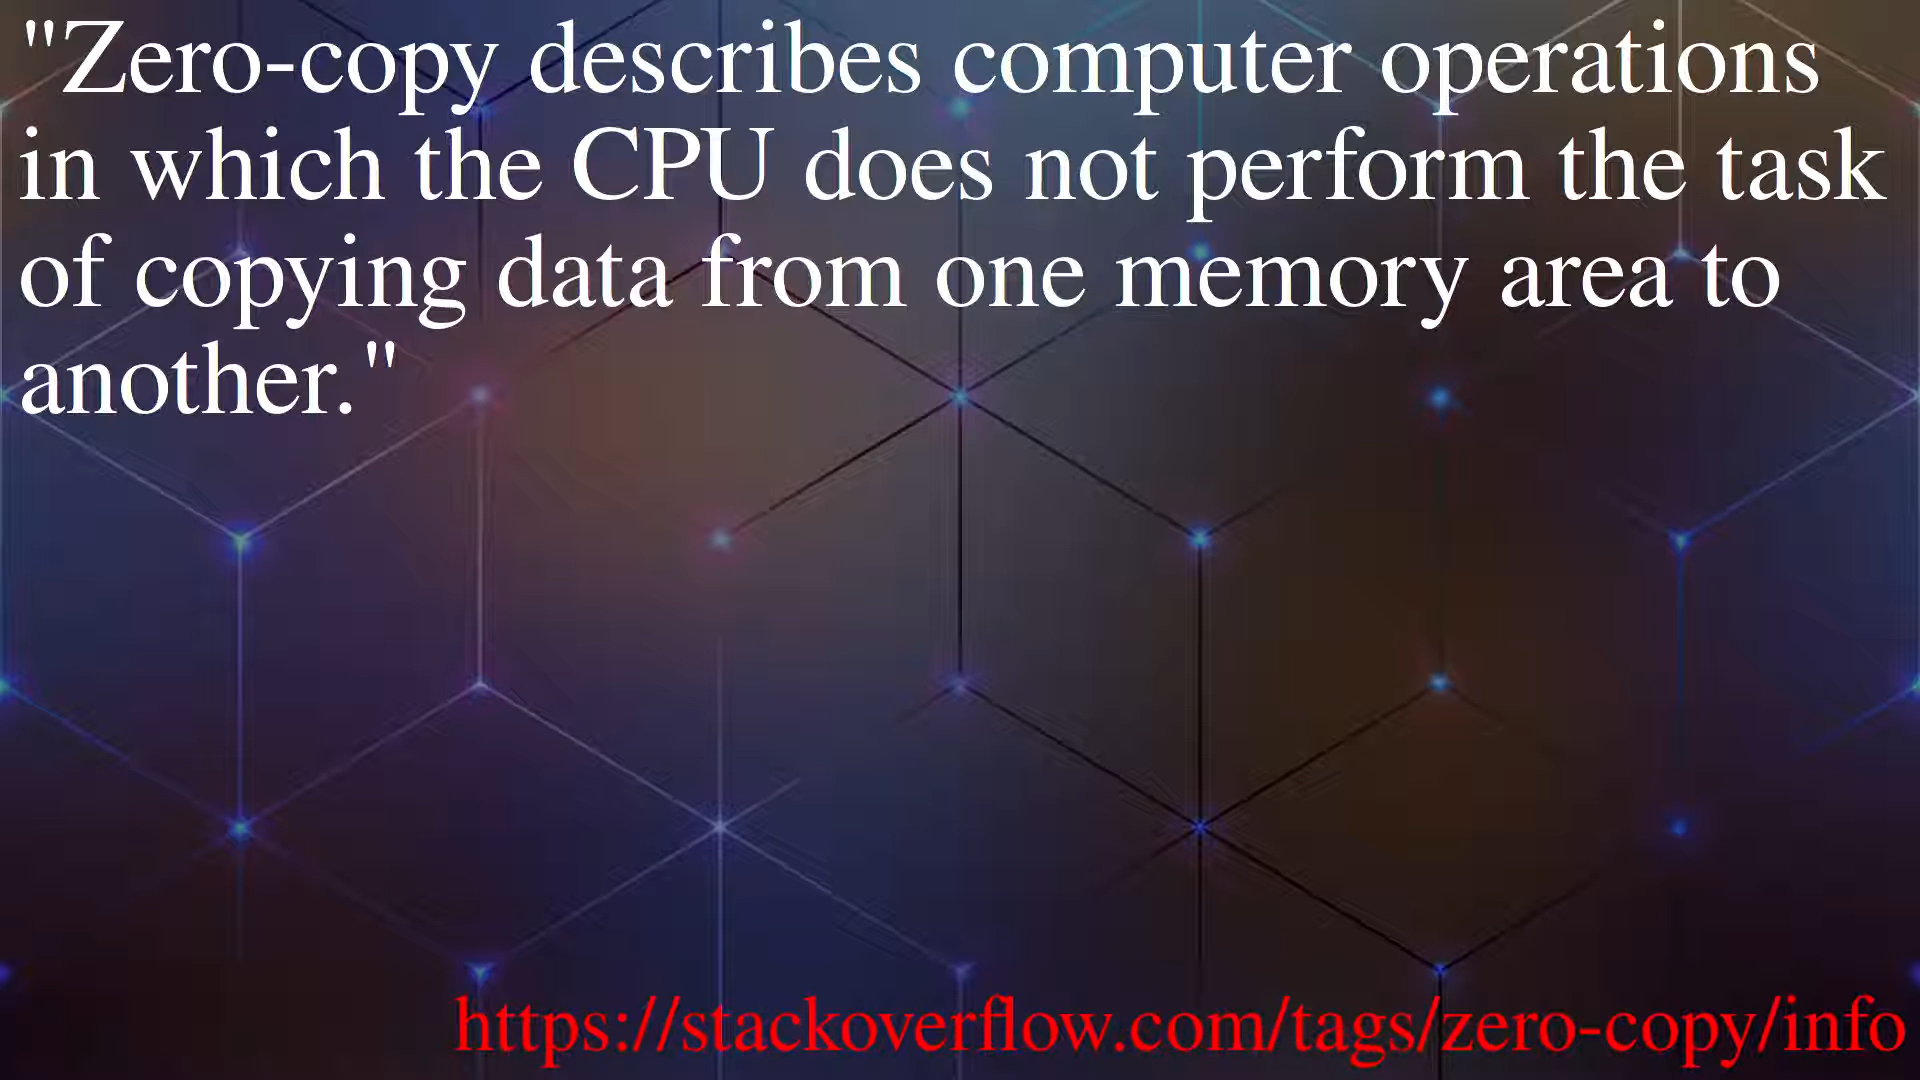 "Zero-copy describes computer operations
in which the CPU does not perform the task
of copying data from one memory area to
another."
https://stackoverflow.com/tags/zero-copy/info